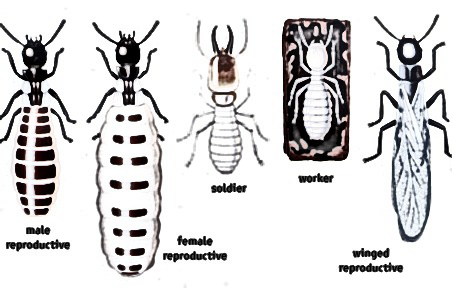 male
reproductive
female
reproductive
soldier
worker
winged
reproductive